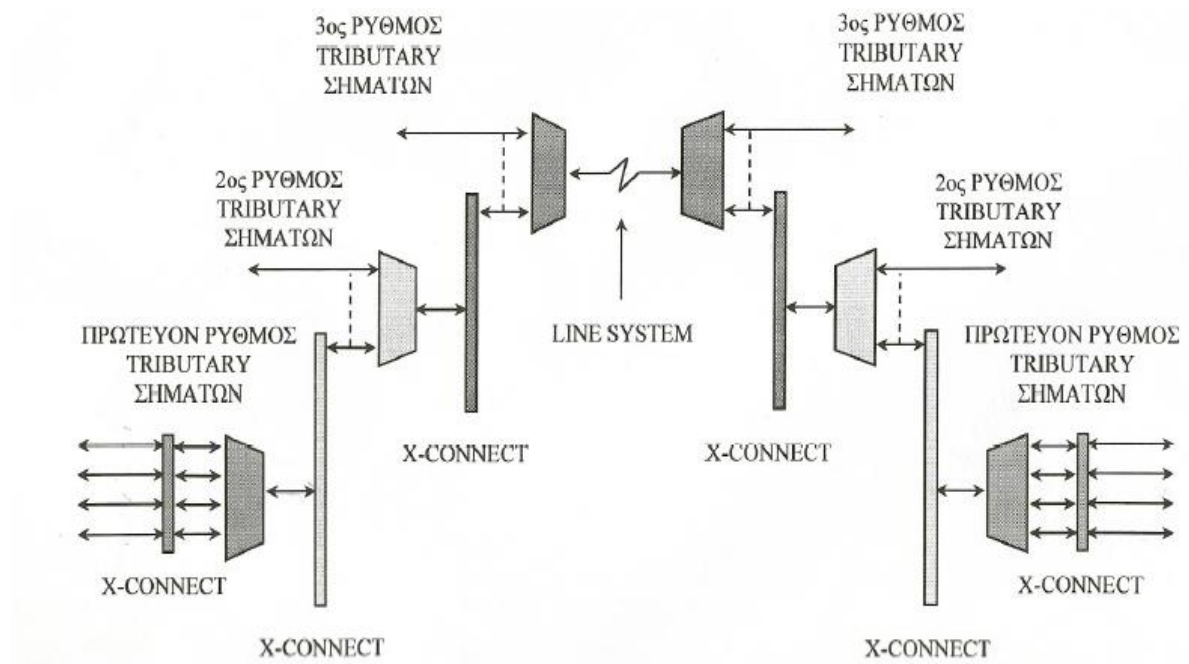 3ος ΡΥΘΜΟΣ
TRIBUTARY
ΣΗΜΑΤΩΝ
3ος ΡΥΘΜΟΣ
TRIBUTARY
ΣΗΜΑΤΩΝ
2ος ΡΥΘΜΟΣ
TRIBUTARY
ΣΗΜΑΤΩΝ
2ος ΡΥΘΜΟΣ
TRIBUTARY
ΣΗΜΑΤΩΝ
LINE SYSTEM
ΠΡΩΤΕΥΟΝ ΡΥΘΜΟΣ
TRIBUTARY
ΣΗΜΑΤΩΝ
ΠΡΩΤΕΥΟΝ ΡΥΘΜΟΣ
TRIBUTARY
ΣΗΜΑΤΩΝ
X-CONNECT
X-CONNECT
X-CONNECT
X-CONNECT
X-CONNECT
X-CONNECT